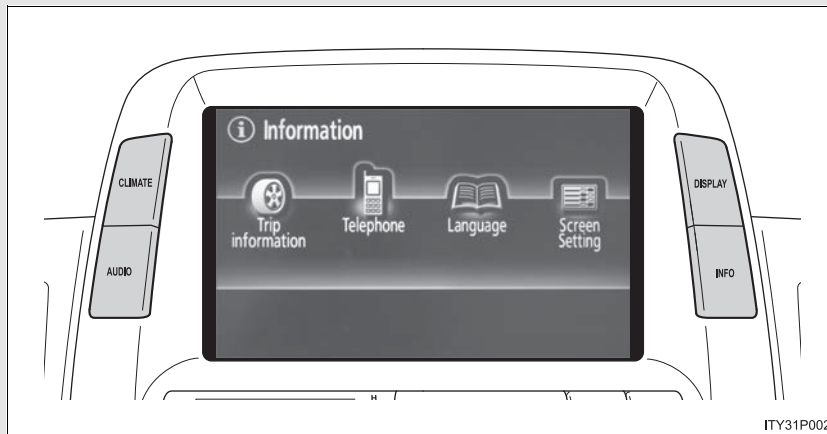 Information
CLIMATE
DISPLAY
Trip
information
Telephone
Language
Screen
Setting
AUDIO
INFO
H
ITY31P002